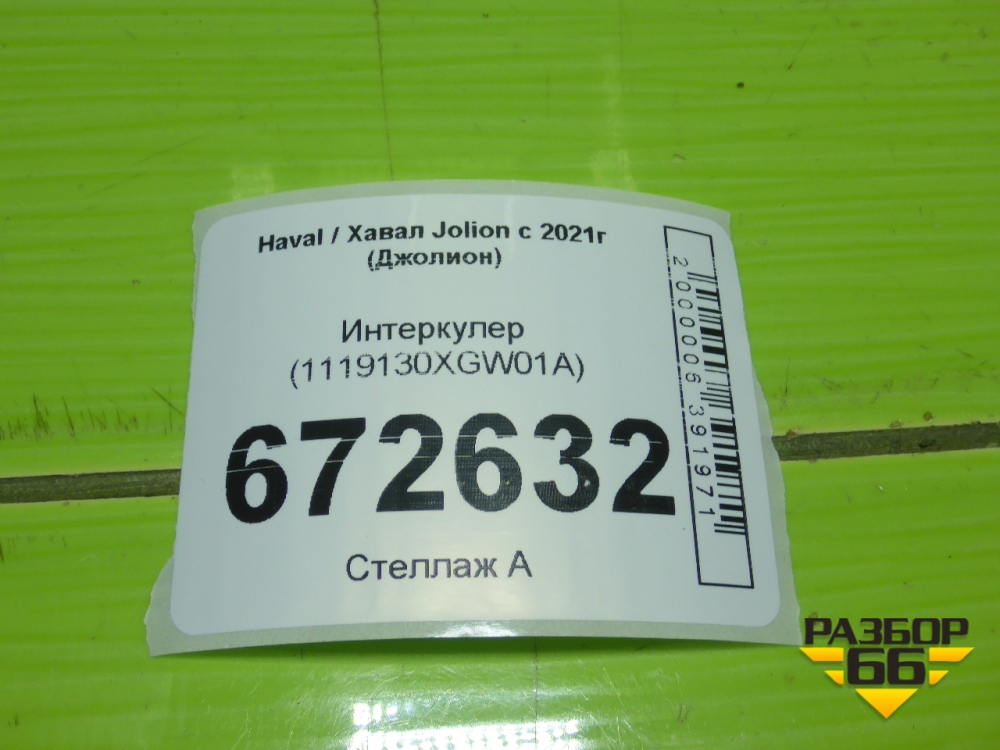 Haval / Хавал Jolion с 2021г
(Джолион)
Интеркулер
(1119130XGW01A)
672632
Стеллаж А
2000006391971
РАЗБОР
66